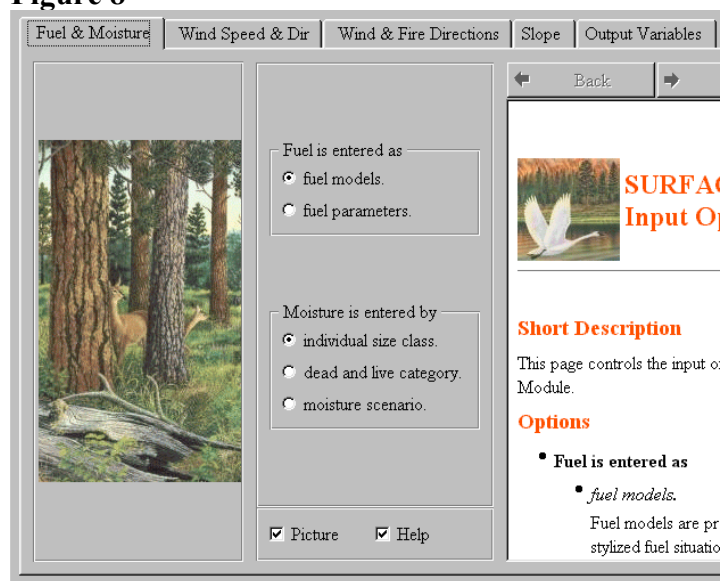 Fuel & Moisture Wind Speed & Dir Wind & Fire Directions Slope Output Variables
Back
Fuel is entered as
fuel models.
fuel parameters.
Moisture is entered by
individual size class.
dead and live category.
moisture scenario.
Picture Help
Short Description
This page controls the input
Module.
Options
Fuel is entered as
fuel models.
Fuel models are
stylized fuel